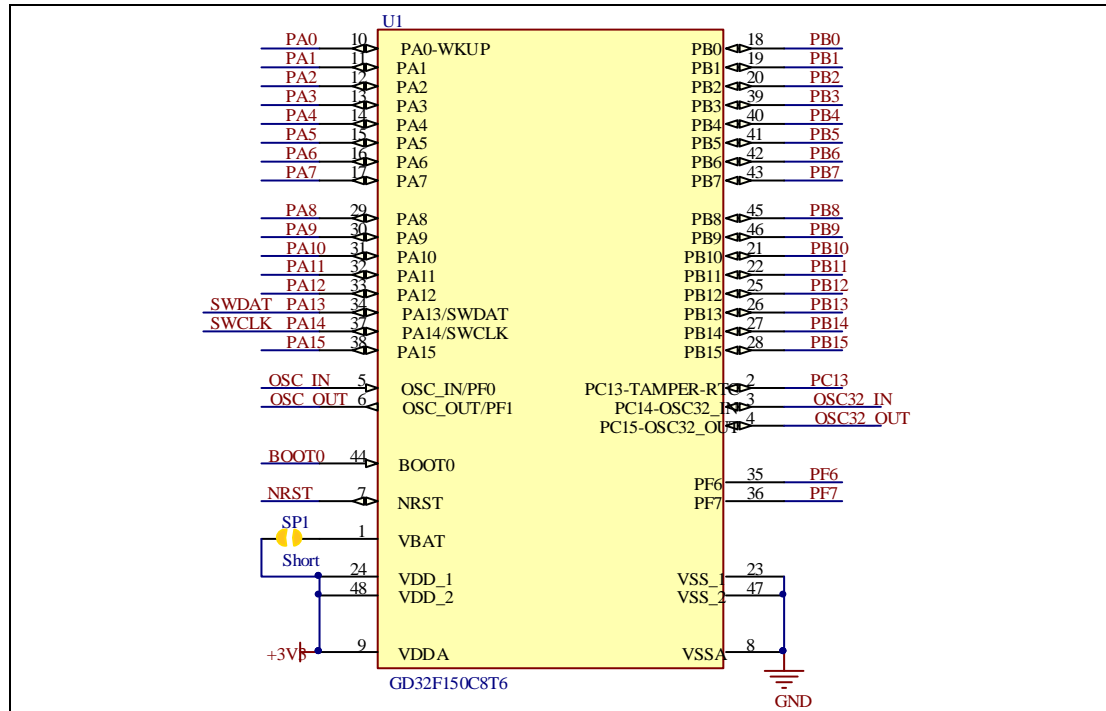 U1
PA0 10 PA0-WKUP PB0 18 PB0
PA1 11 PA1 PB1 19 PB1
PA2 12 PA2 PB2 20 PB2
PA3 13 PA3 PB3 39 PB3
PA4 14 PA4 PB4 40 PB4
PA5 15 PA5 PB5 41 PB5
PA6 16 PA6 PB6 42 PB6
PA7 17 PA7 PB7 43 PB7
PA8 29 PA8 PB8 45 PB8
PA9 30 PA9 PB9 46 PB9
PA10 31 PA10 PB10 21 PB10
PA11 32 PA11 PB11 22 PB11
PA12 33 PA12 PB12 25 PB12
SWDAT PA13 34 PA13/SWDAT PB13 26 PB13
SWCLK PA14 37 PA14/SWCLK PB14 27 PB14
PA15 38 PA15 PB15 28 PB15
OSC_IN 5 OSC_IN/PF0 PC13-TAMPER-RTC 2 PC13
OSC_OUT 6 OSC_OUT/PF1 PC14-OSC32_IN 3 OSC32_IN
PC15-OSC32_OUT 4 OSC32_OUT
BOOT0 44 BOOT0
PF6 35 PF6
NRST 7 NRST PF7 36 PF7
SP1
1 VBAT
Short
24 VDD_1 VSS_1 23
48 VDD_2 VSS_2 47
+3V3 9 VDDA VSSA 8
GD32F150C8T6
GND